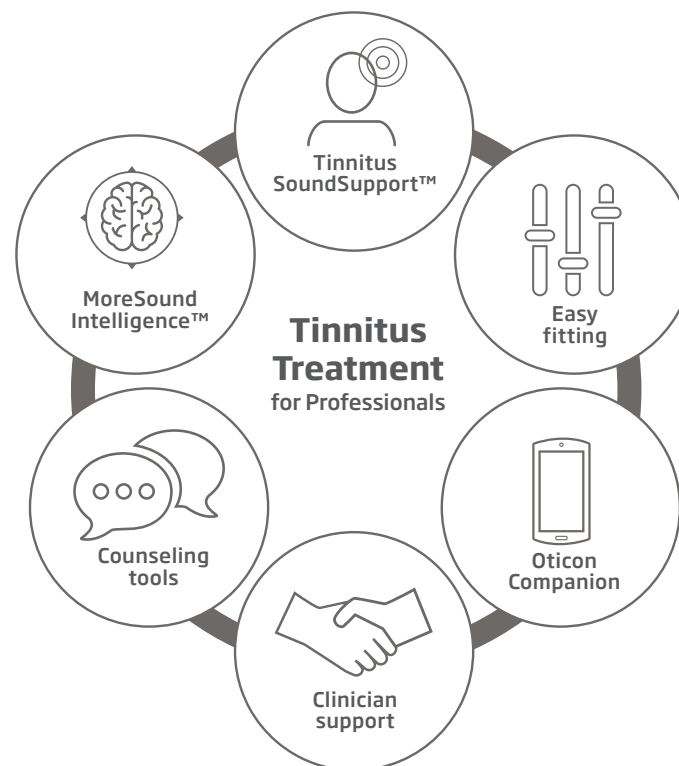 Tinnitus
SoundSupport™
MoreSound
Intelligence™
Easy
fitting
Tinnitus
Treatment
for Professionals
Counseling
tools
Oticon
Companion
Clinician
support